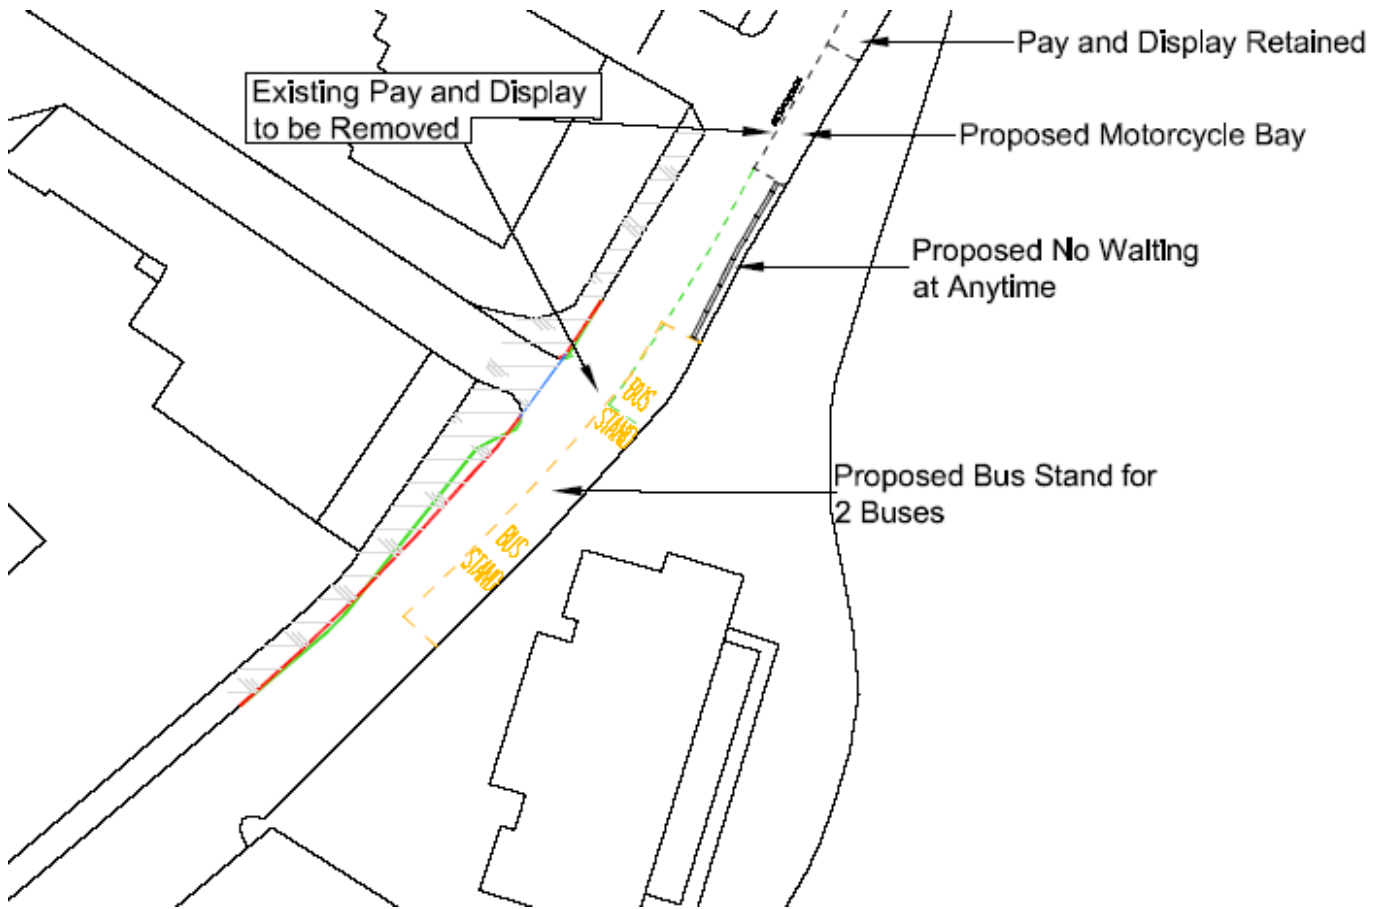 Pay and Display Retained
Existing Pay and Display
to be Removed
Proposed Motorcycle Bay
Proposed No Waiting
at Anytime
BUS
STAND
Proposed Bus Stand for
2 Buses
BUS
STAND